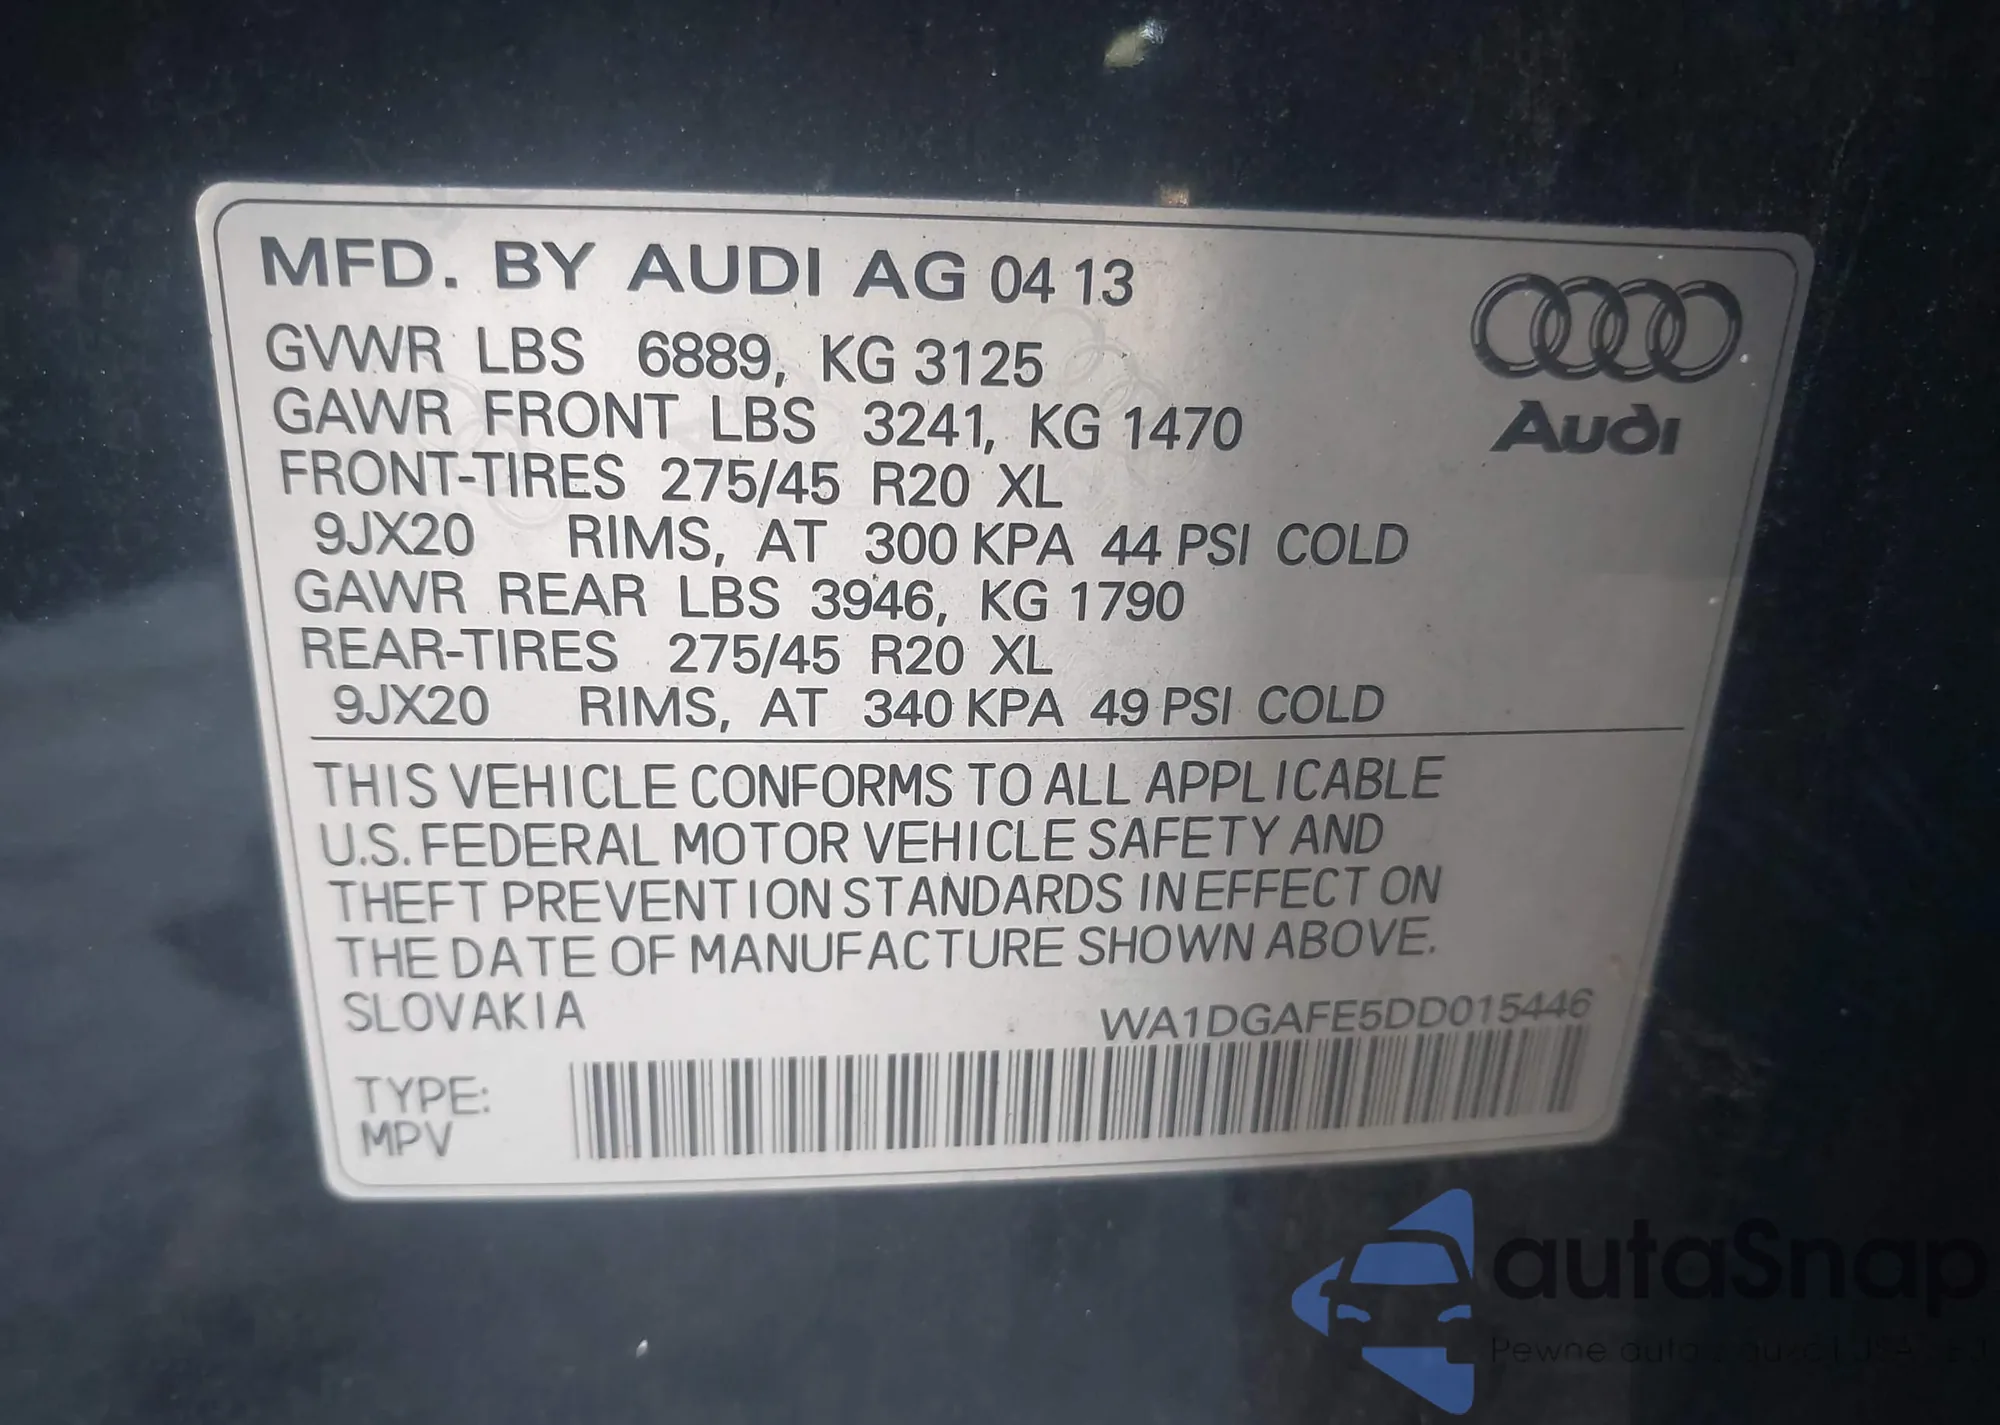 MFD. BY AUDI AG 04 13
GVWR LBS 6889, KG 3125
GAWR FRONT LBS 3241, KG 1470
FRONT-TIRES 275/45 R20 XL
9JX20 RIMS, AT 300 KPA 44 PSI COLD
GAWR REAR LBS 3946, KG 1790
REAR-TIRES 275/45 R20 XL
9JX20 RIMS, AT 340 KPA 49 PSI COLD
Audi
THIS VEHICLE CONFORMS TO ALL APPLICABLE
U.S. FEDERAL MOTOR VEHICLE SAFETY AND
THEFT PREVENTION STANDARDS IN EFFECT ON
THE DATE OF MANUFACTURE SHOWN ABOVE.
SLOVAKIA
WA1DGAFE5DD015446
TYPE:
MPV
autaSnap
Pewne auta